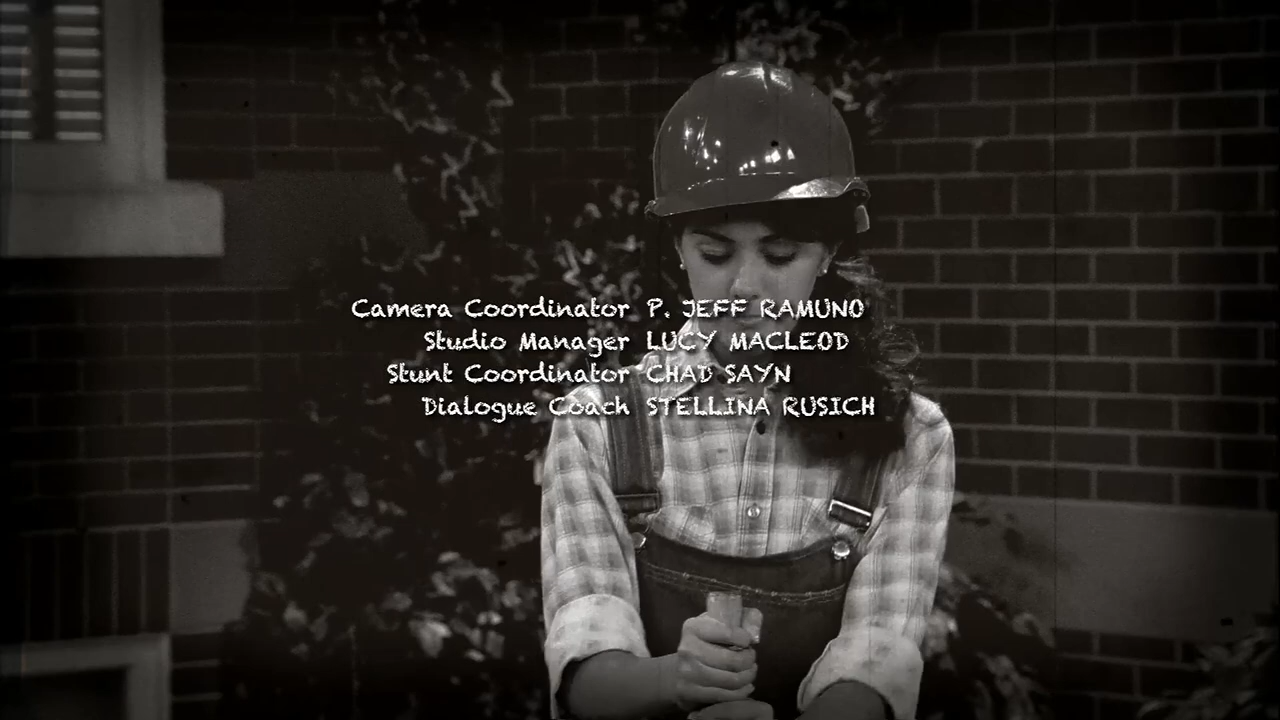 Camera Coordinator P. JEFF RAMUNO
Studio Manager LUCY MACLEOD
Stunt Coordinator CHAD SAYN
Dialogue Coach STELLINA RUSICH